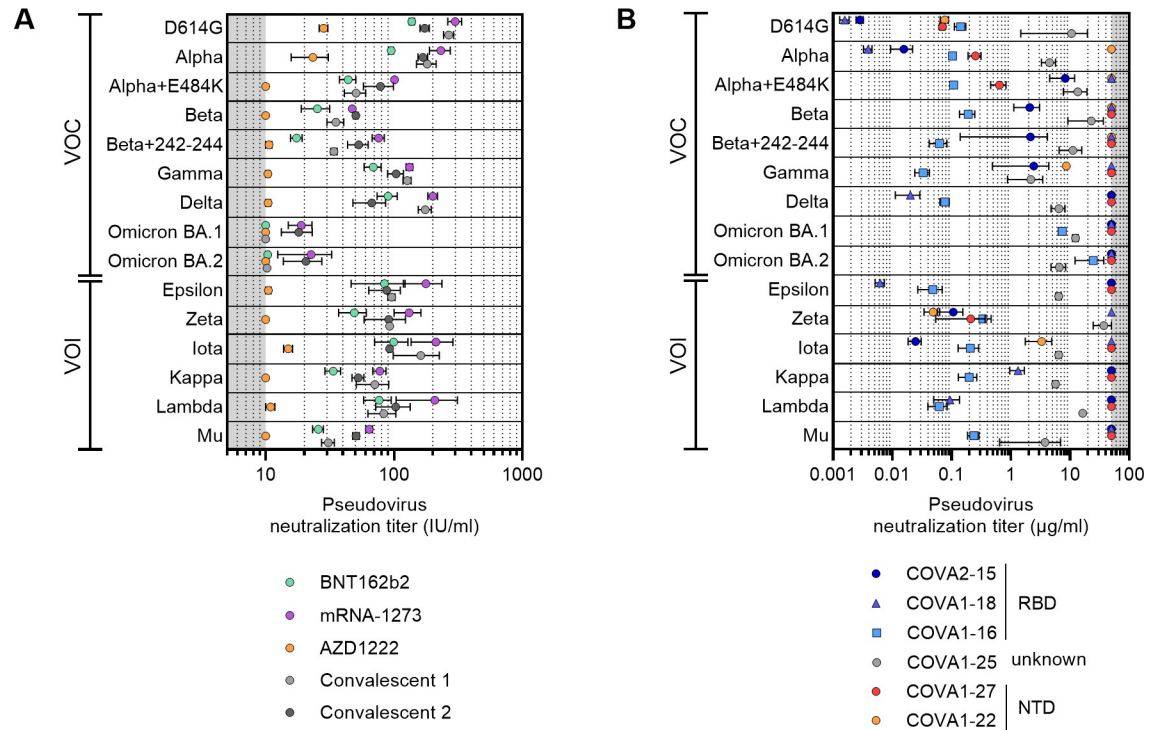 A
VOC
D614G
Alpha
Alpha+E484K
Beta
Beta+242-244
Gamma
Delta
Omicron BA.1
Omicron BA.2
VOI
Epsilon
Zeta
Iota
Kappa
Lambda
Mu
10 100 1000
Pseudovirus
neutralization titer (IU/ml)
BNT162b2
mRNA-1273
AZD1222
Convalescent 1
Convalescent 2
B
VOC
D614G
Alpha
Alpha+E484K
Beta
Beta+242-244
Gamma
Delta
Omicron BA.1
Omicron BA.2
VOI
Epsilon
Zeta
Iota
Kappa
Lambda
Mu
0.001 0.01 0.1 1 10 100
Pseudovirus
neutralization titer (µg/ml)
COVA2-15
COVA1-18 RBD
COVA1-16
COVA1-25 unknown
COVA1-27
NTD
COVA1-22